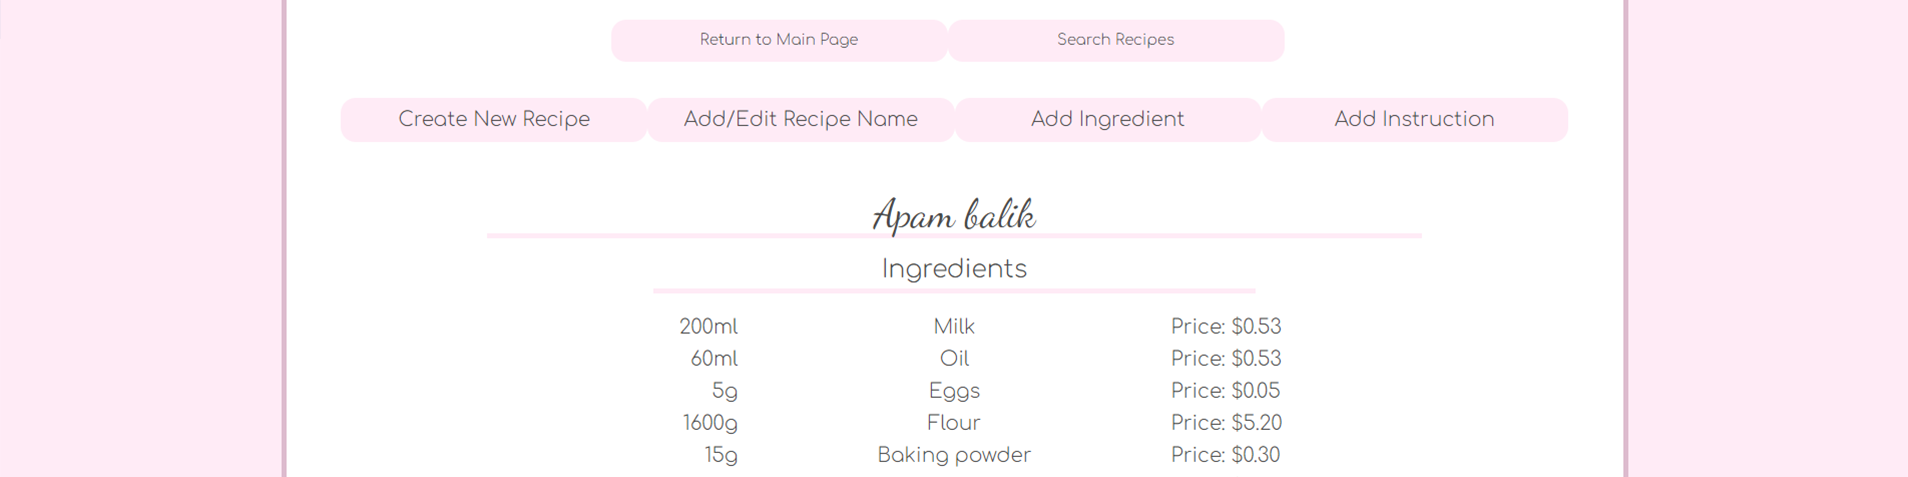 Return to Main Page Search Recipes
Create New Recipe Add/Edit Recipe Name Add Ingredient Add Instruction
Apam balik
Ingredients
200ml Milk Price: $0.53
60ml Oil Price: $0.53
5g Eggs Price: $0.05
1600g Flour Price: $5.20
15g Baking powder Price: $0.30